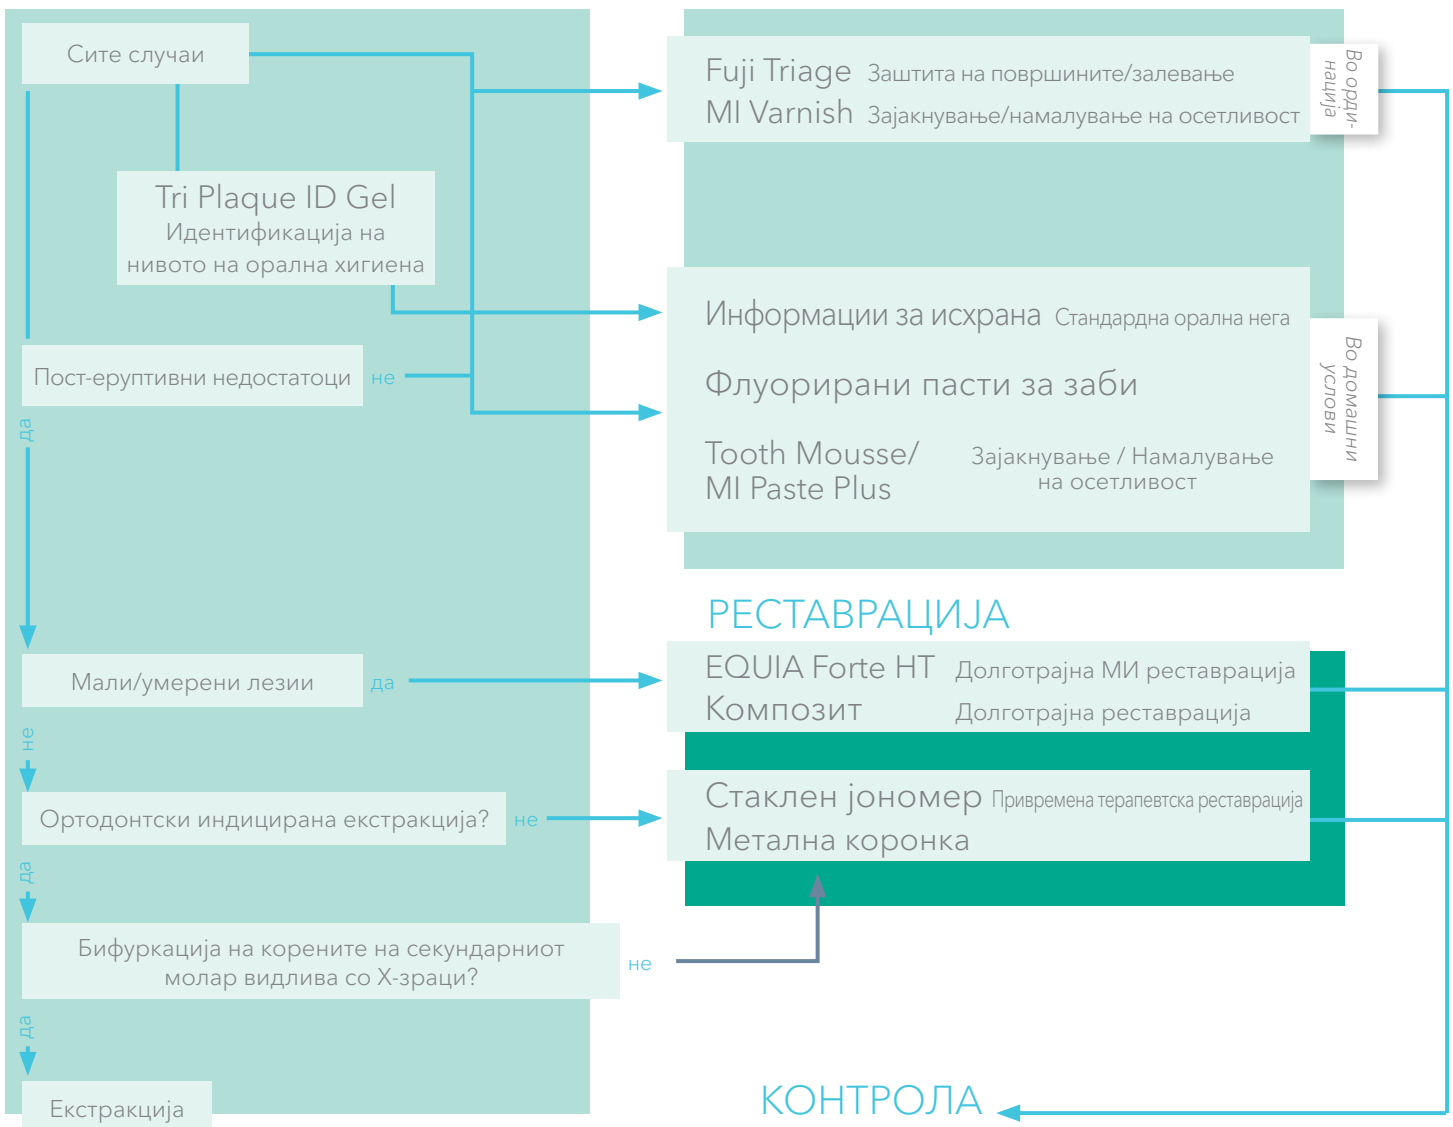 Сите случаи
Tri Plaque ID Gel
Идентификација на
нивото на орална хигиена
Пост-еруптивни недостатоци
не
да
Мали/умерени лезии
да
не
Ортодонтски индицирана екстракција?
не
да
Бифуркација на корените на секундарниот
молар видлива со Х-зраци?
не
да
Екстракција
Fuji Triage Заштита на површините/залевање
MI Varnish Зајакнување/намалување на осетливост
Во орди-
нација
Информации за исхрана Стандардна орална нега
Флуорирани пасти за заби
Tooth Mousse/
MI Paste Plus
Зајакнување / Намалување
на осетливост
Во домашни
услови
РЕСТАВРАЦИЈА
EQUIA Forte HT Долготрајна МИ реставрација
Композит Долготрајна реставрација
Стаклен јономер Привремена терапевтска реставрација
Метална коронка
КОНТРОЛА